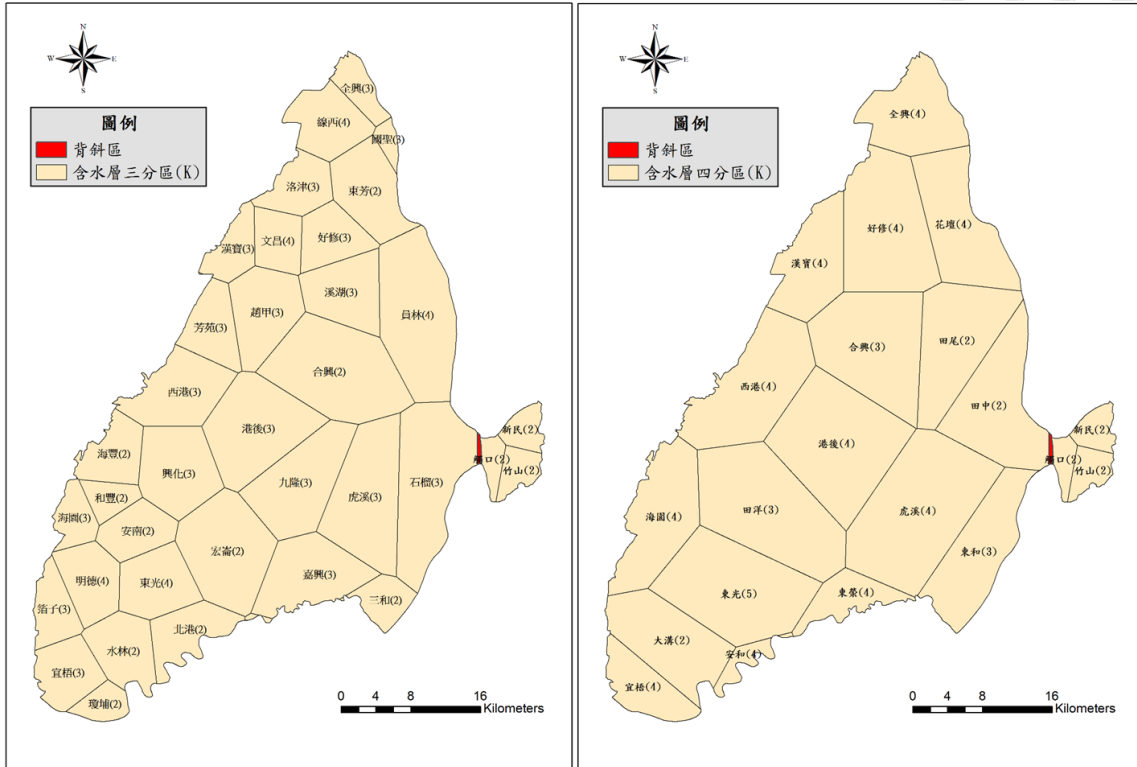 N
W
E
S
圖例
背斜區
含水層三分區(K)
全興(3)
線西(4)
國聖(3)
洛津(3)
東芳(2)
漢寶(3)
文昌(4)
好修(3)
溪湖(3)
趙甲(3)
員林(4)
芳苑(3)
合興(2)
西港(3)
港後(3)
新民(2)
海豐(2)
觸口(2)
竹山(2)
興化(3)
九隆(3)
虎溪(3)
石榴(3)
和豐(2)
海園(3)
安南(2)
宏崙(2)
明德(4)
東光(4)
嘉興(3)
三和(2)
箔子(3)
北港(2)
水林(2)
宜梧(3)
瓊埔(2)
0 4 8 16
Kilometers
N
W
E
S
圖例
背斜區
含水層四分區(K)
全興(4)
好修(4)
花壇(4)
漢寶(4)
合興(3)
田尾(2)
西港(4)
田中(2)
港後(4)
新民(2)
觸口(2)
竹山(2)
海園(4)
田洋(3)
虎溪(4)
東和(3)
東光(5)
東榮(4)
大溝(2)
安和(4)
宜梧(4)
0 4 8 16
Kilometers